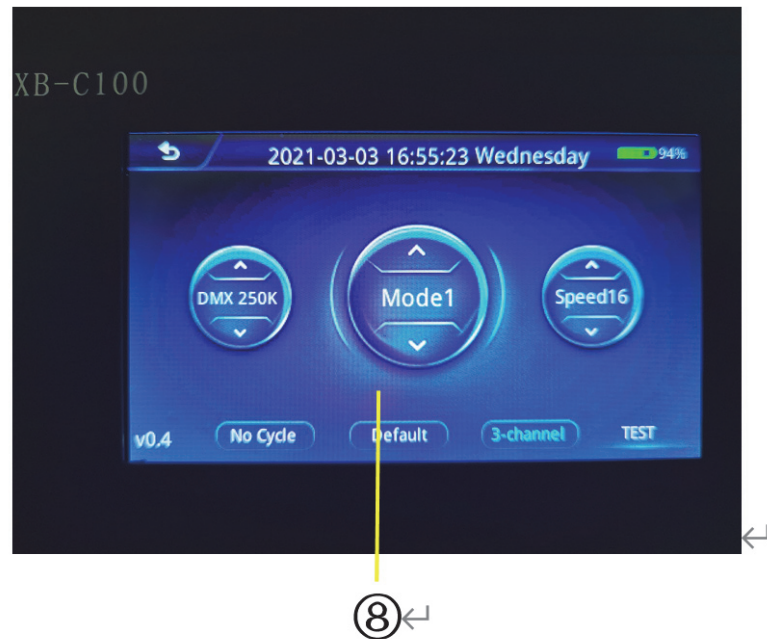 XB-C100
2021-03-03 16:55:23 Wednesday 94%
DMX 250K Mode1 Speed16
v0.4 No Cycle Default 3-channel TEST
⑧